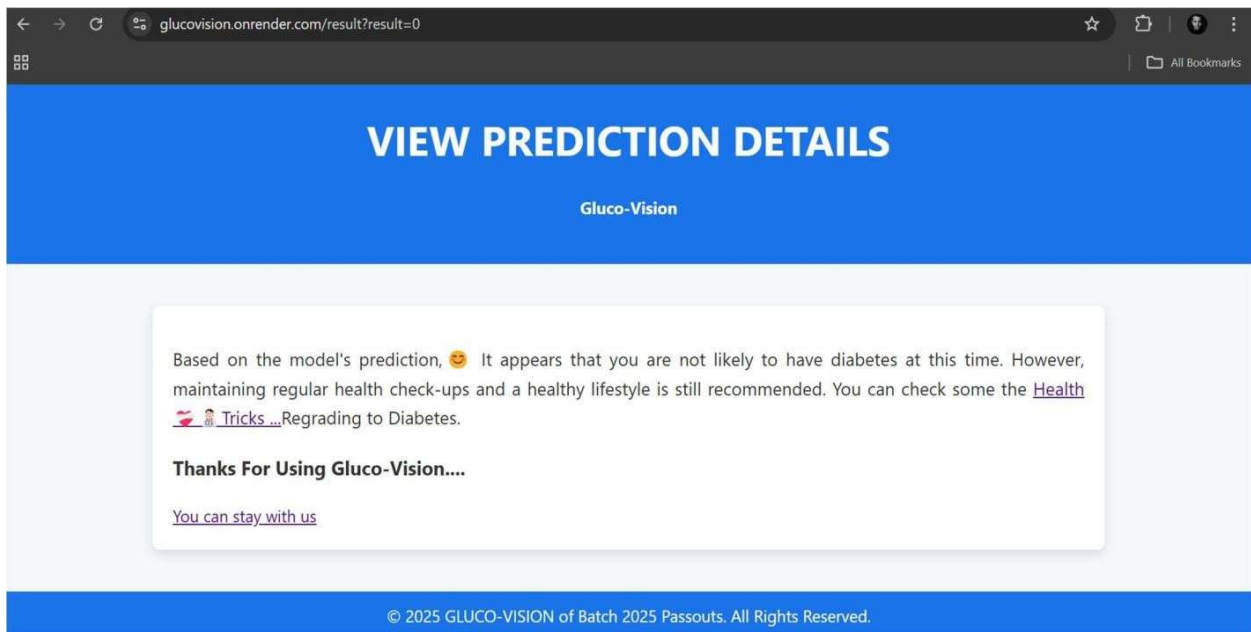 glucovision.onrender.com/result?result=0
All Bookmarks
VIEW PREDICTION DETAILS
Gluco-Vision
Based on the model's prediction, 😊 It appears that you are not likely to have diabetes at this time. However,
maintaining regular health check-ups and a healthy lifestyle is still recommended. You can check some the Health
Tricks ...Regrading to Diabetes.
Thanks For Using Gluco-Vision....
You can stay with us
© 2025 GLUCO-VISION of Batch 2025 Passouts. All Rights Reserved.